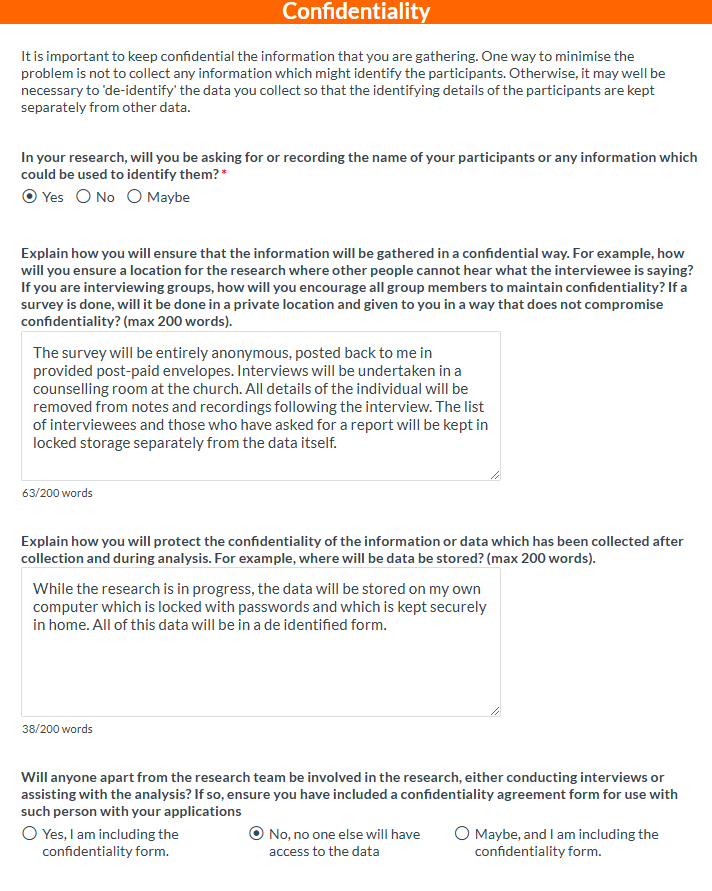 Confidentiality
It is important to keep confidential the information that you are gathering. One way to minimise the
problem is not to collect any information which might identify the participants. Otherwise, it may well be
necessary to 'de-identify' the data you collect so that the identifying details of the participants are kept
separately from other data.
In your research, will you be asking for or recording the name of your participants or any information which
could be used to identify them?*
Yes No Maybe
Explain how you will ensure that the information will be gathered in a confidential way. For example, how
will you ensure a location for the research where other people cannot hear what the interviewee is saying?
If you are interviewing groups, how will you encourage all group members to maintain confidentiality? If a
survey is done, will it be done in a private location and given to you in a way that does not compromise
confidentiality? (max 200 words).
The survey will be entirely anonymous, posted back to me in
provided post-paid envelopes. Interviews will be undertaken in a
counselling room at the church. All details of the individual will be
removed from notes and recordings following the interview. The list
of interviewees and those who have asked for a report will be kept in
locked storage separately from the data itself.
63/200 words
Explain how you will protect the confidentiality of the information or data which has been collected after
collection and during analysis. For example, where will be data be stored? (max 200 words).
While the research is in progress, the data will be stored on my own
computer which is locked with passwords and which is kept securely
in home. All of this data will be in a de identified form.
38/200 words
Will anyone apart from the research team be involved in the research, either conducting interviews or
assisting with the analysis? If so, ensure you have included a confidentiality agreement form for use with
such person with your applications
Yes, I am including the confidentiality form.
No, no one else will have access to the data
Maybe, and I am including the confidentiality form.